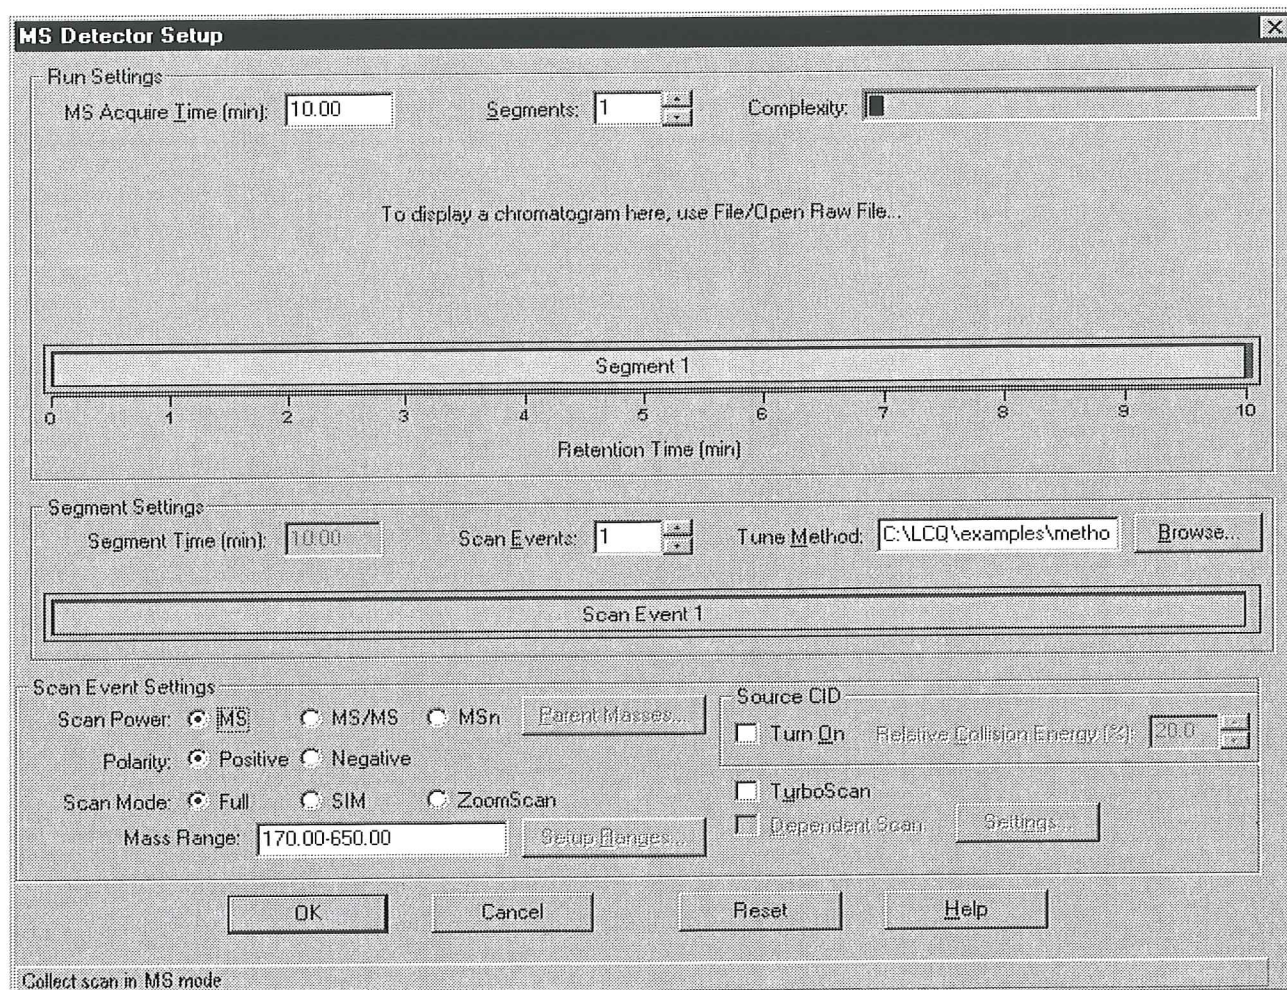 MS Detector Setup
Run Settings
MS Acquire Time (min): 10.00 Segments: 1 Complexity:
To display a chromatogram here, use File/Open Raw File...
Segment 1
0 1 2 3 4 5 6 7 8 9 10
Retention Time (min)
Segment Settings
Segment Time (min): 10.00 Scan Events: 1 Tune Method: C:\LCQ\examples\metho Browse...
Scan Event 1
Scan Event Settings
Scan Power: MS MS/MS MSn Parent Masses...
Polarity: Positive Negative
Scan Mode: Full SIM ZoomScan
Mass Range: 170.00-650.00 Setup Ranges...
Source CID
Turn On Relative Collision Energy (%): 20.0
TurboScan
Dependent Scan Settings...
OK Cancel Reset Help
Collect scan in MS mode